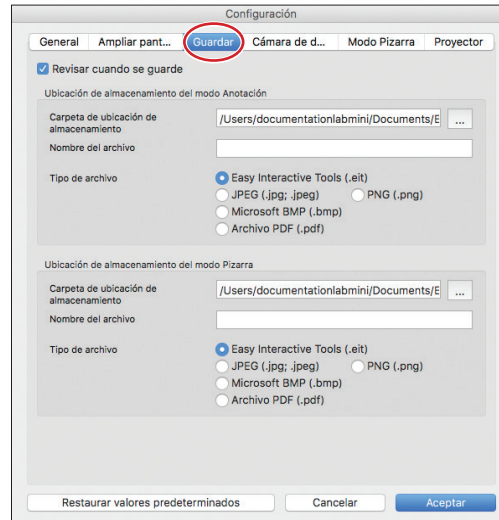 Configuración
General Ampliar pant... Guardar Cámara de d... Modo Pizarra Proyector
Revisar cuando se guarde
Ubicación de almacenamiento del modo Anotación
Carpeta de ubicación de almacenamiento /Users/documentationlabmini/Documents/E ...
Nombre del archivo
Tipo de archivo Easy Interactive Tools (.eit)
JPEG (.jpg; .jpeg) PNG (.png)
Microsoft BMP (.bmp)
Archivo PDF (.pdf)
Ubicación de almacenamiento del modo Pizarra
Carpeta de ubicación de almacenamiento /Users/documentationlabmini/Documents/E ...
Nombre del archivo
Tipo de archivo Easy Interactive Tools (.eit)
JPEG (.jpg; .jpeg) PNG (.png)
Microsoft BMP (.bmp)
Archivo PDF (.pdf)
Restaurar valores predeterminados Cancelar Aceptar